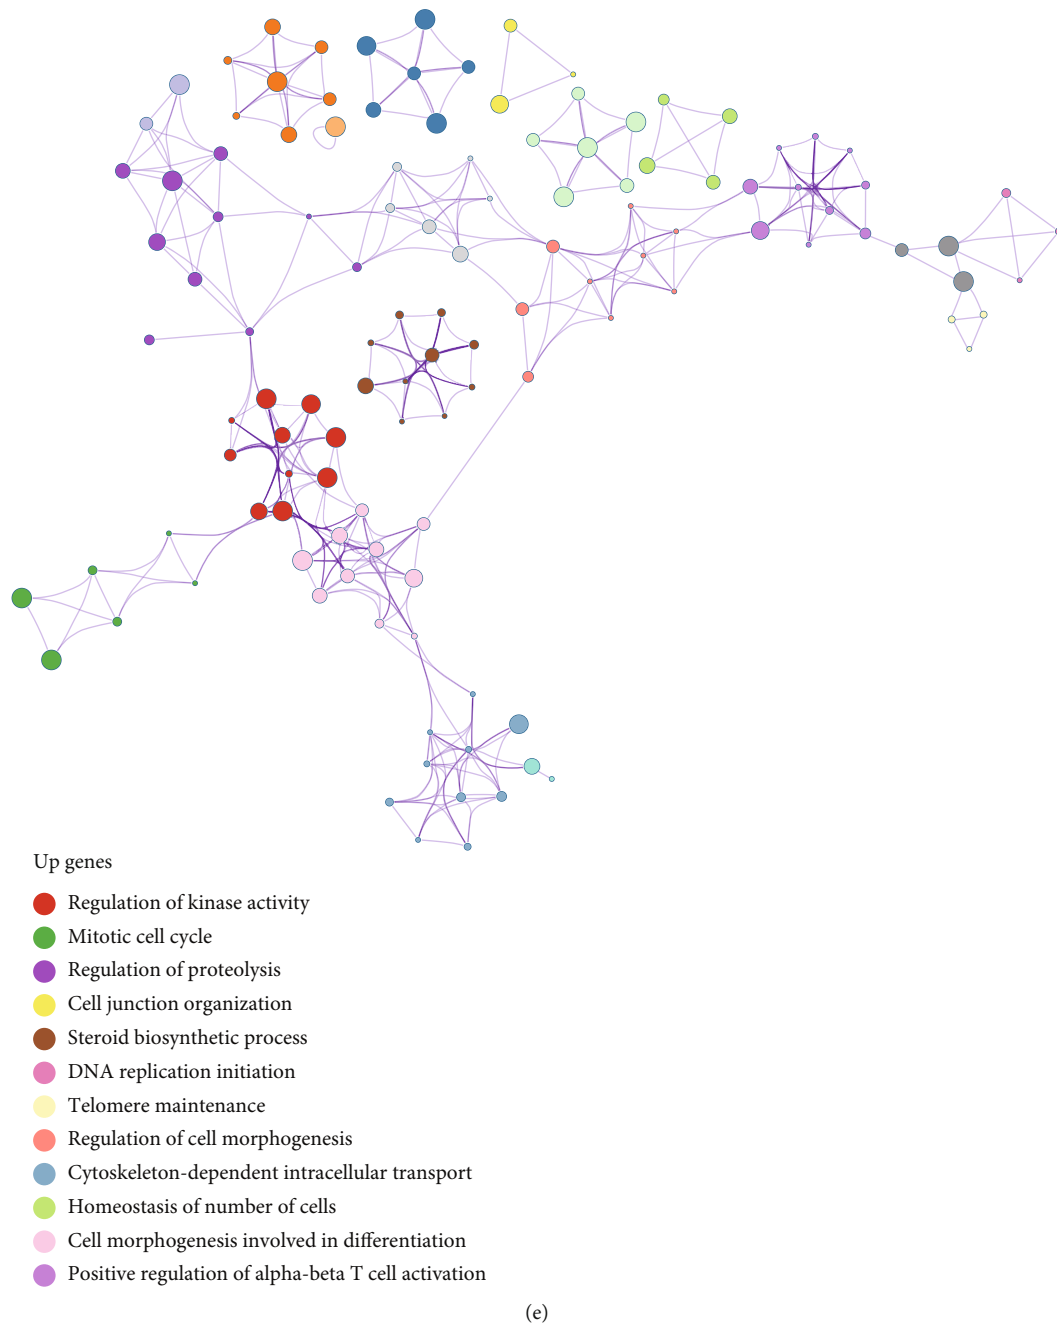 Up genes
Regulation of kinase activity
Mitotic cell cycle
Regulation of proteolysis
Cell junction organization
Steroid biosynthetic process
DNA replication initiation
Telomere maintenance
Regulation of cell morphogenesis
Cytoskeleton-dependent intracellular transport
Homeostasis of number of cells
Cell morphogenesis involved in differentiation
Positive regulation of alpha-beta T cell activation
(e)